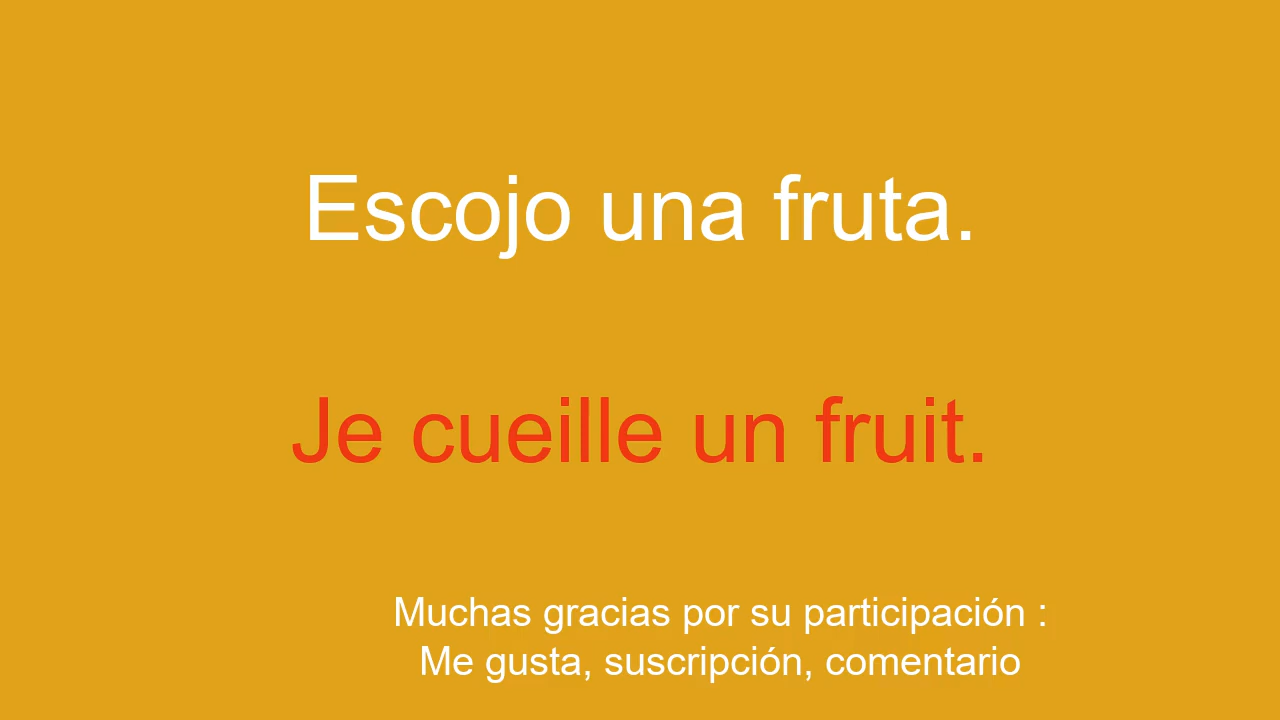 Escojo una fruta.
Je cueille un fruit.
Muchas gracias por su participación :
Me gusta, suscripción, comentario